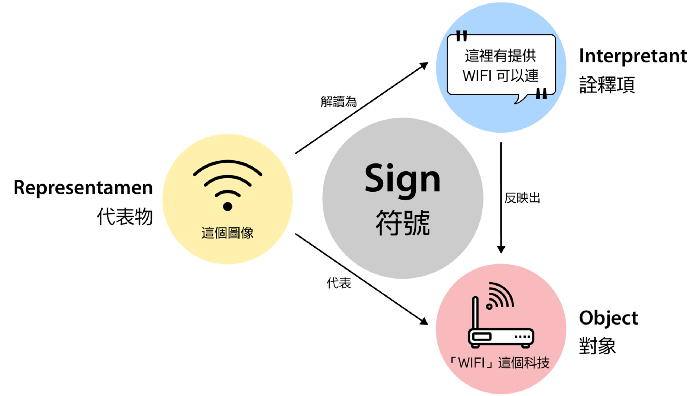 這裡有提供
WIFI 可以連
Interpretant
詮釋項
解讀為
Sign
符號
Representamen
代表物
這個圖像
反映出
代表
「WIFI」這個科技
Object
對象